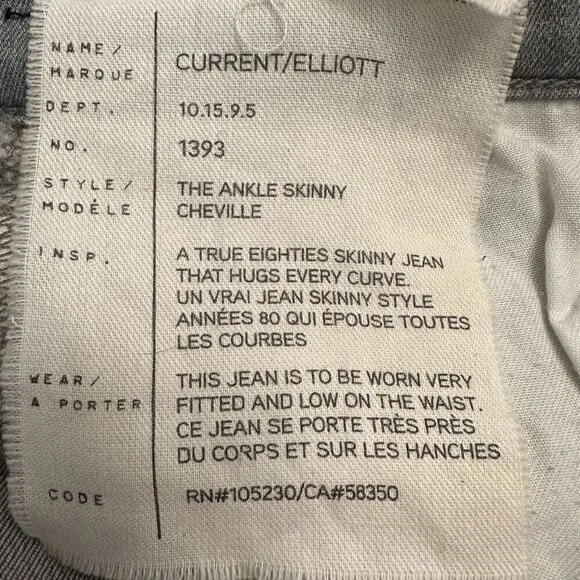 NAME/ MARQUE CURRENT/ELLIOTT
DEPT. 10.15.9.5
NO. 1393
STYLE/ THE ANKLE SKINNY
MODÈLE CHEVILLE
INSP. A TRUE EIGHTIES SKINNY JEAN
THAT HUGS EVERY CURVE.
UN VRAI JEAN SKINNY STYLE
ANNÉES 80 QUI ÉPOUSE TOUTES
LES COURBES
WEAR/ THIS JEAN IS TO BE WORN VERY
À PORTER FITTED AND LOW ON THE WAIST.
CE JEAN SE PORTE TRÈS PRÈS
DU CORPS ET SUR LES HANCHES
CODE RN#105230/CA#58350